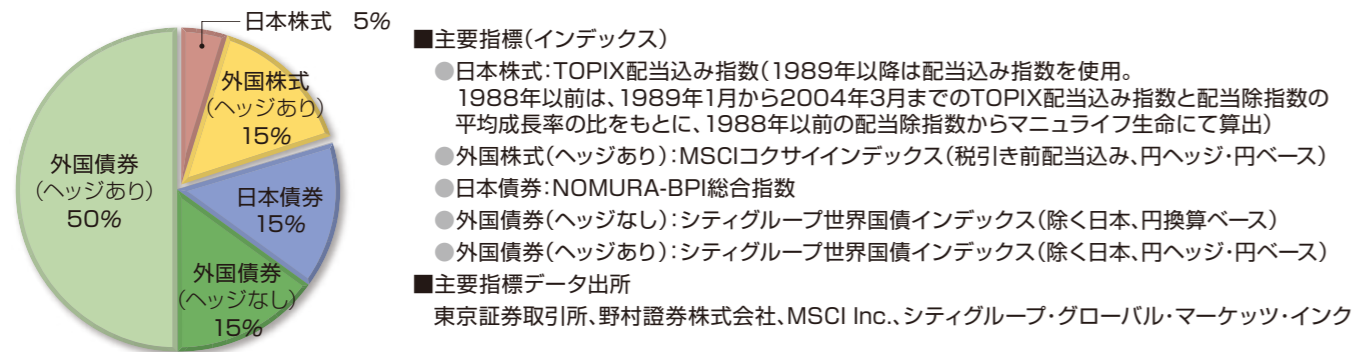 日本株式 5%
外国株式
(ヘッジあり)
15%
日本債券
15%
外国債券
(ヘッジなし)
15%
外国債券
(ヘッジあり)
50%
■主要指標(インデックス)
●日本株式:TOPIX配当込み指数(1989年以降は配当込み指数を使用。
1988年以前は、1989年1月から2004年3月までのTOPIX配当込み指数と配当除指数の
平均成長率の比をもとに、1988年以前の配当除指数からマニュライフ生命にて算出)
●外国株式(ヘッジあり):MSCIコクサイインデックス(税引き前配当込み、円ヘッジ・円ベース)
●日本債券:NOMURA-BPI総合指数
●外国債券(ヘッジなし):シティグループ世界国債インデックス(除く日本、円換算ベース)
●外国債券(ヘッジあり):シティグループ世界国債インデックス(除く日本、円ヘッジ・円ベース)
■主要指標データ出所
東京証券取引所、野村證券株式会社、MSCI Inc.、シティグループ・グローバル・マーケッツ・インク